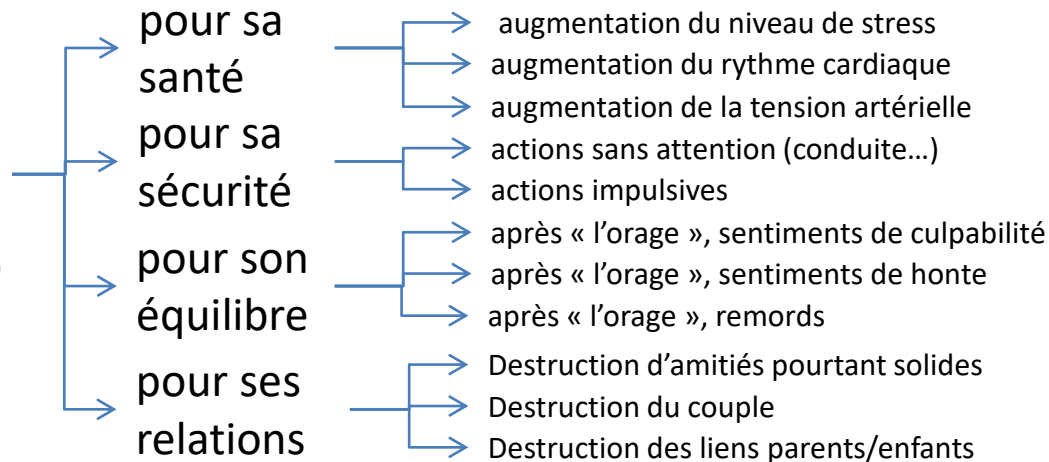 pour sa
santé
augmentation du niveau de stress
augmentation du rythme cardiaque
augmentation de la tension artérielle
pour sa
sécurité
actions sans attention (conduite…)
actions impulsives
pour son
équilibre
après « l’orage », sentiments de culpabilité
après « l’orage », sentiments de honte
après « l’orage », remords
pour ses
relations
Destruction d’amitiés pourtant solides
Destruction du couple
Destruction des liens parents/enfants